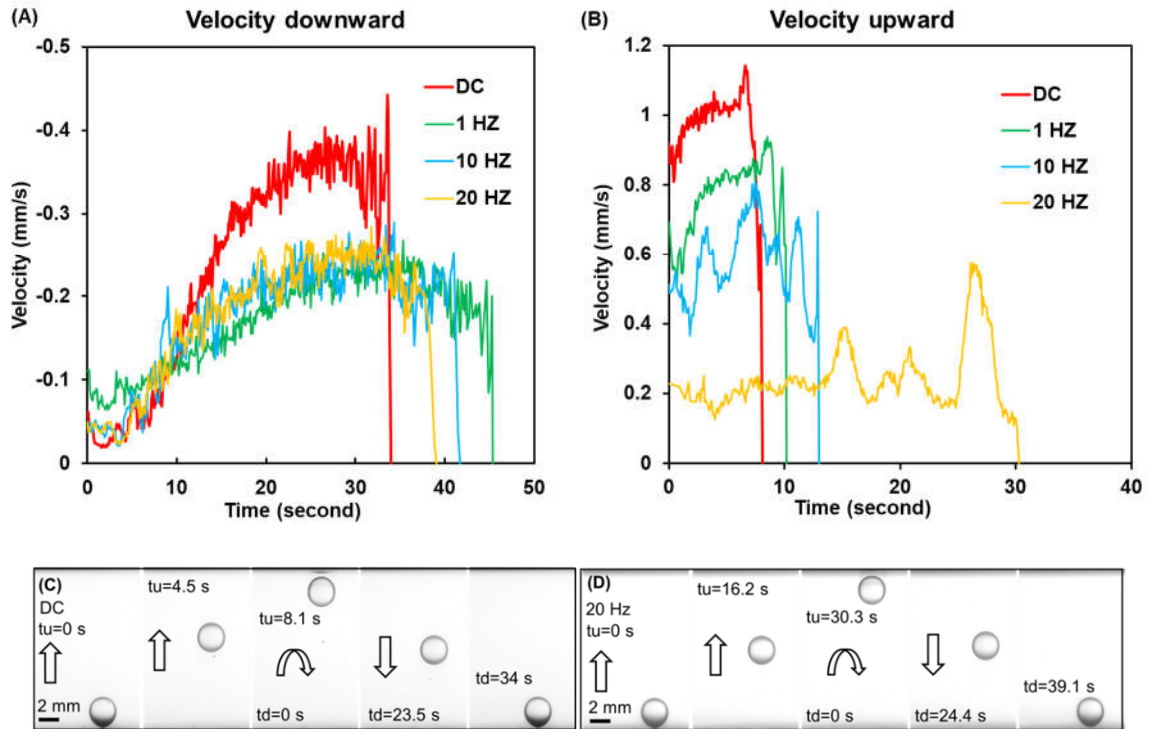 (A)
Velocity downward
-0.5
-0.4
-0.3
-0.2
-0.1
0
Velocity (mm/s)
DC
1 HZ
10 HZ
20 HZ
0 10 20 30 40 50
Time (second)
(B)
Velocity upward
1.2
1
0.8
0.6
0.4
0.2
0
Velocity (mm/s)
DC
1 HZ
10 HZ
20 HZ
0 10 20 30 40
Time (second)
(C)
DC
tu=0 s
2 mm
tu=4.5 s
tu=8.1 s
td=0 s
td=23.5 s
td=34 s
(D)
20 Hz
tu=0 s
2 mm
tu=16.2 s
tu=30.3 s
td=0 s
td=24.4 s
td=39.1 s